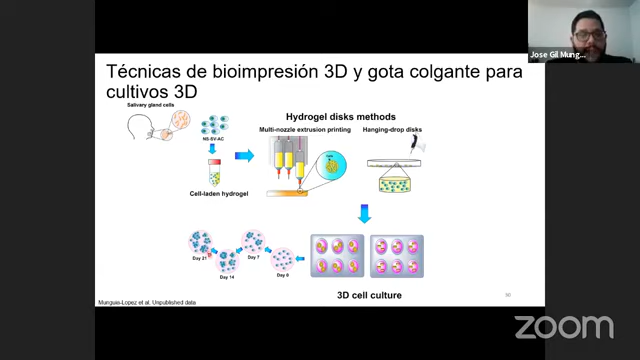 Jose Gil Mung...
Técnicas de bioimpresión 3D y gota colgante para
cultivos 3D
Salivary gland cells
Hydrogel disks methods
Multi-nozzle extrusion printing
Hanging-drop disks
NS-SV-AC
Cell-laden hydrogel
Day 21
Day 14
Day 7
Day 0
3D cell culture
Munguia-Lopez et al. Unpublished data
zoom